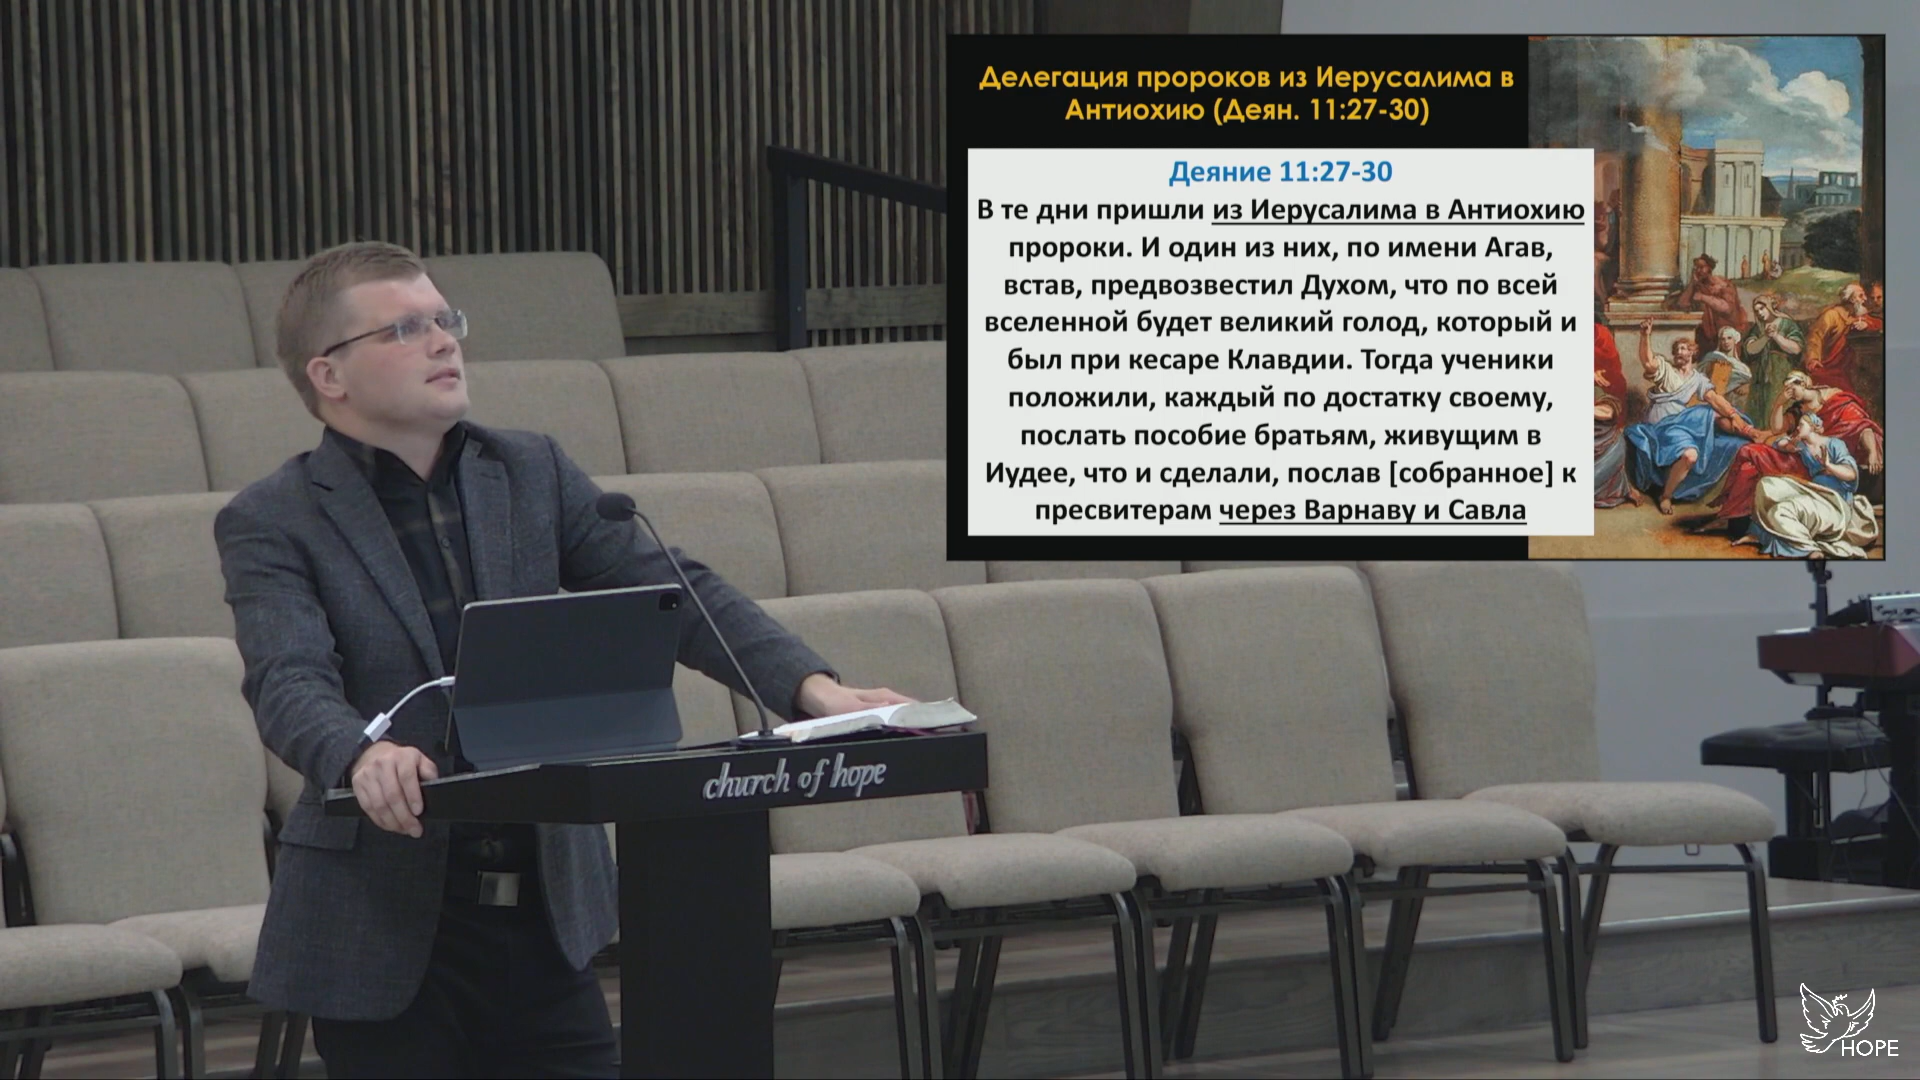 Делегация пророков из Иерусалима в
Антиохию (Деян. 11:27-30)
Деяние 11:27-30
В те дни пришли из Иерусалима в Антиохию
пророки. И один из них, по имени Агав,
встав, предвозвестил Духом, что по всей
вселенной будет великий голод, который и
был при кесаре Клавдии. Тогда ученики
положили, каждый по достатку своему,
послать пособие братьям, живущим в
Иудее, что и сделали, послав [собранное] к
пресвитерам через Варнаву и Савла
church of hope
HOPE